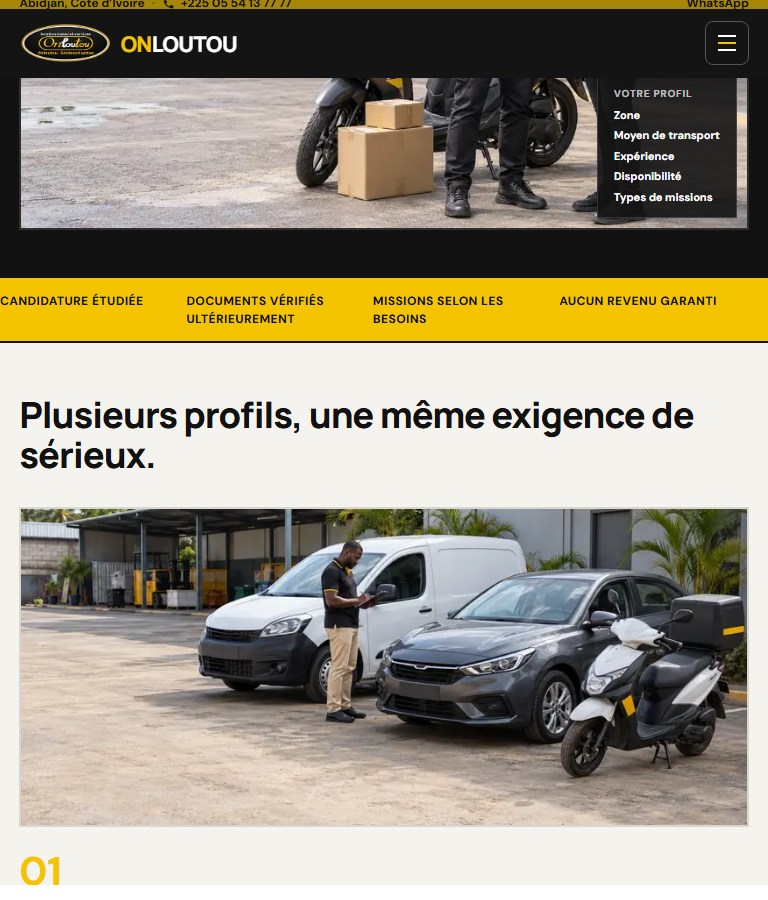 Abidjan, Côte d'Ivoire · +225 05 54 13 77 77
WhatsApp
OnLoutou
ONLOUTOU
VOTRE PROFIL
Zone
Moyen de transport
Expérience
Disponibilité
Types de missions
CANDIDATURE ÉTUDIÉE
DOCUMENTS VÉRIFIÉS
ULTÉRIEUREMENT
MISSIONS SELON LES
BESOINS
AUCUN REVENU GARANTI
Plusieurs profils, une même exigence de
sérieux.
01